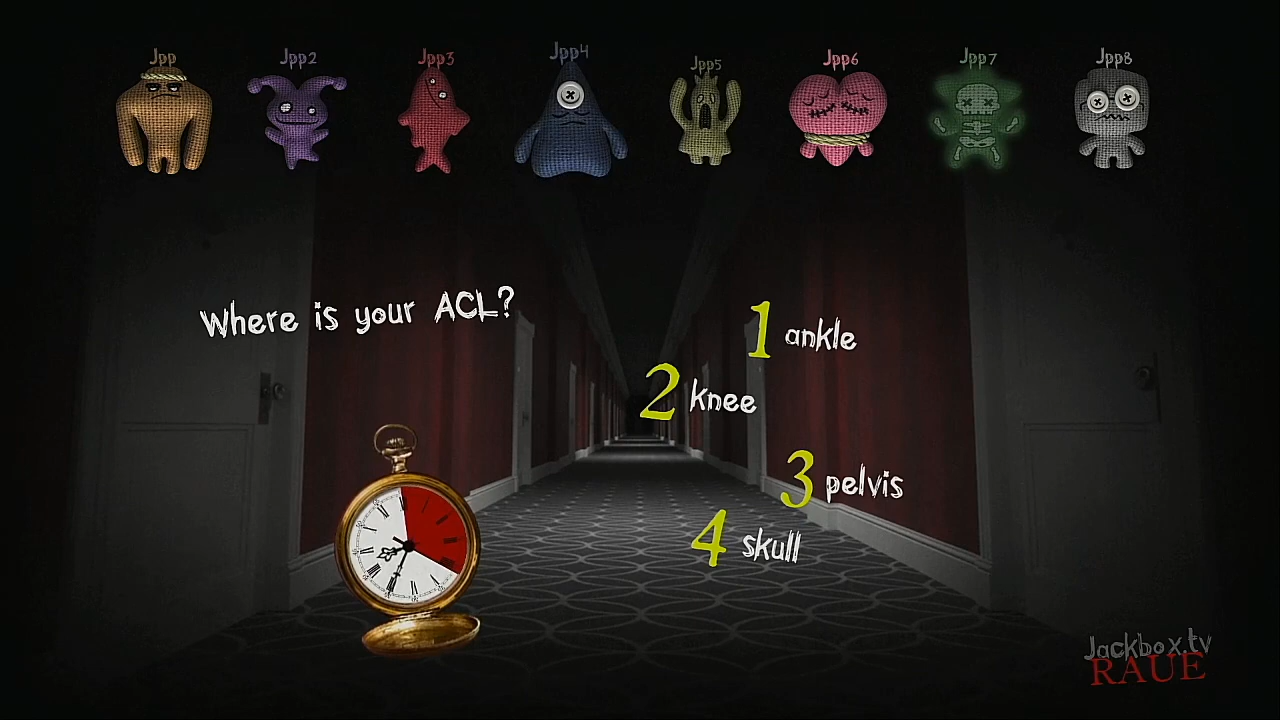 Jpp
Jpp2
Jpp3
Jpp4
Jpp5
Jpp6
Jpp7
Jpp8
Where is your ACL?
1 ankle
2 knee
3 pelvis
4 skull
Jackbox.tv
RAUE